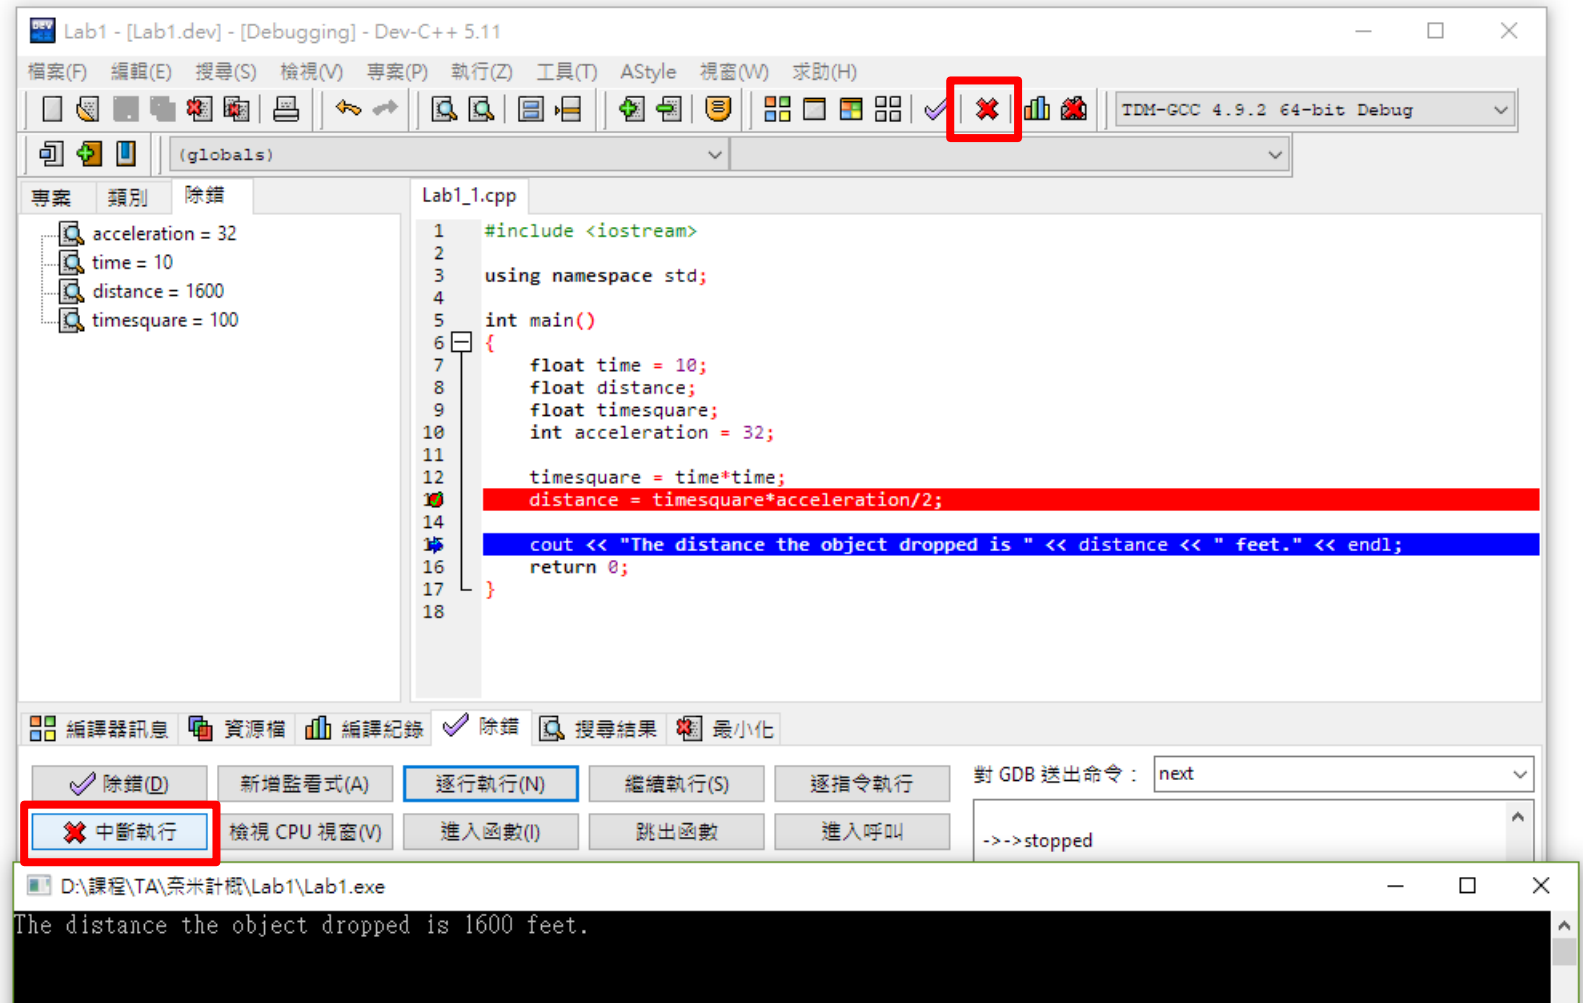 Lab1 - [Lab1.dev] - [Debugging] - Dev-C++ 5.11
檔案(F) 編輯(E) 搜尋(S) 檢視(V) 專案(P) 執行(Z) 工具(T) AStyle 視窗(W) 求助(H)
TDM-GCC 4.9.2 64-bit Debug
(globals)
專案 類別 除錯
acceleration = 32
time = 10
distance = 1600
timesquare = 100
Lab1_1.cpp
1 #include <iostream>
2
3 using namespace std;
4
5 int main()
6 {
7 float time = 10;
8 float distance;
9 float timesquare;
10 int acceleration = 32;
11
12 timesquare = time*time;
distance = timesquare*acceleration/2;
14
15 cout << "The distance the object dropped is " << distance << " feet." << endl;
16 return 0;
17 }
18
編譯器訊息 資源檔 編譯紀錄 除錯 搜尋結果 最小化
除錯(D) 新增監看式(A) 逐行執行(N) 繼續執行(S) 逐指令執行 對 GDB 送出命令： next
中斷執行 檢視 CPU 視窗(V) 進入函數(I) 跳出函數 進入呼叫
->->stopped
D:\課程\TA\奈米計概\Lab1\Lab1.exe
The distance the object dropped is 1600 feet.